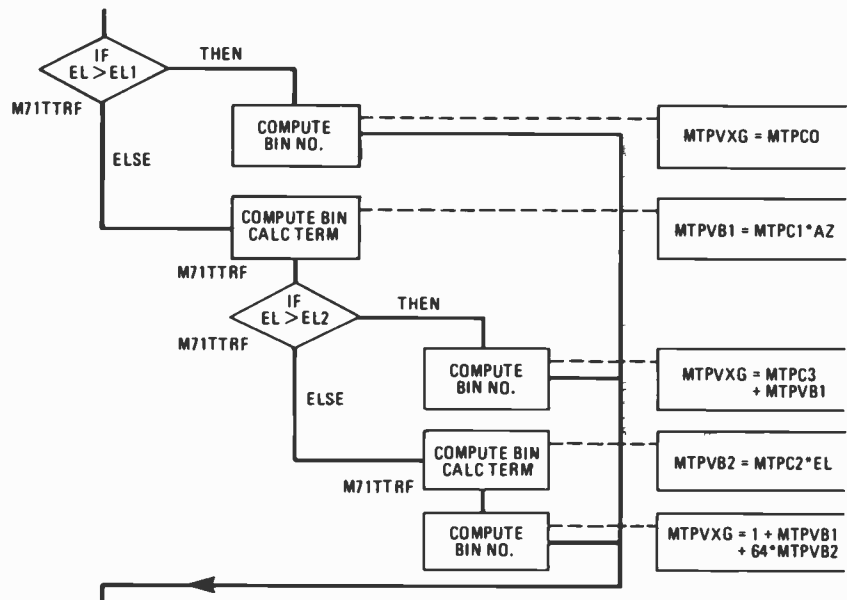 IF
EL > EL1
THEN
M71TTRF
ELSE
COMPUTE
BIN NO.
MTPVXG = MTPC0
COMPUTE BIN
CALC TERM
MTPVB1 = MTPC1*AZ
M71TTRF
IF
EL > EL2
THEN
M71TTRF
ELSE
COMPUTE
BIN NO.
MTPVXG = MTPC3
+ MTPVB1
COMPUTE BIN
CALC TERM
MTPVB2 = MTPC2*EL
M71TTRF
COMPUTE
BIN NO.
MTPVXG = 1 + MTPVB1
+ 64*MTPVB2